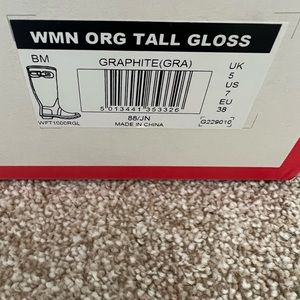 WMN ORG TALL GLOSS
BM
GRAPHITE(GRA)
UK
5
US
7
EU
38
5 013441 353326
88/JN
MADE IN CHINA
WFT1000RGL
G229010